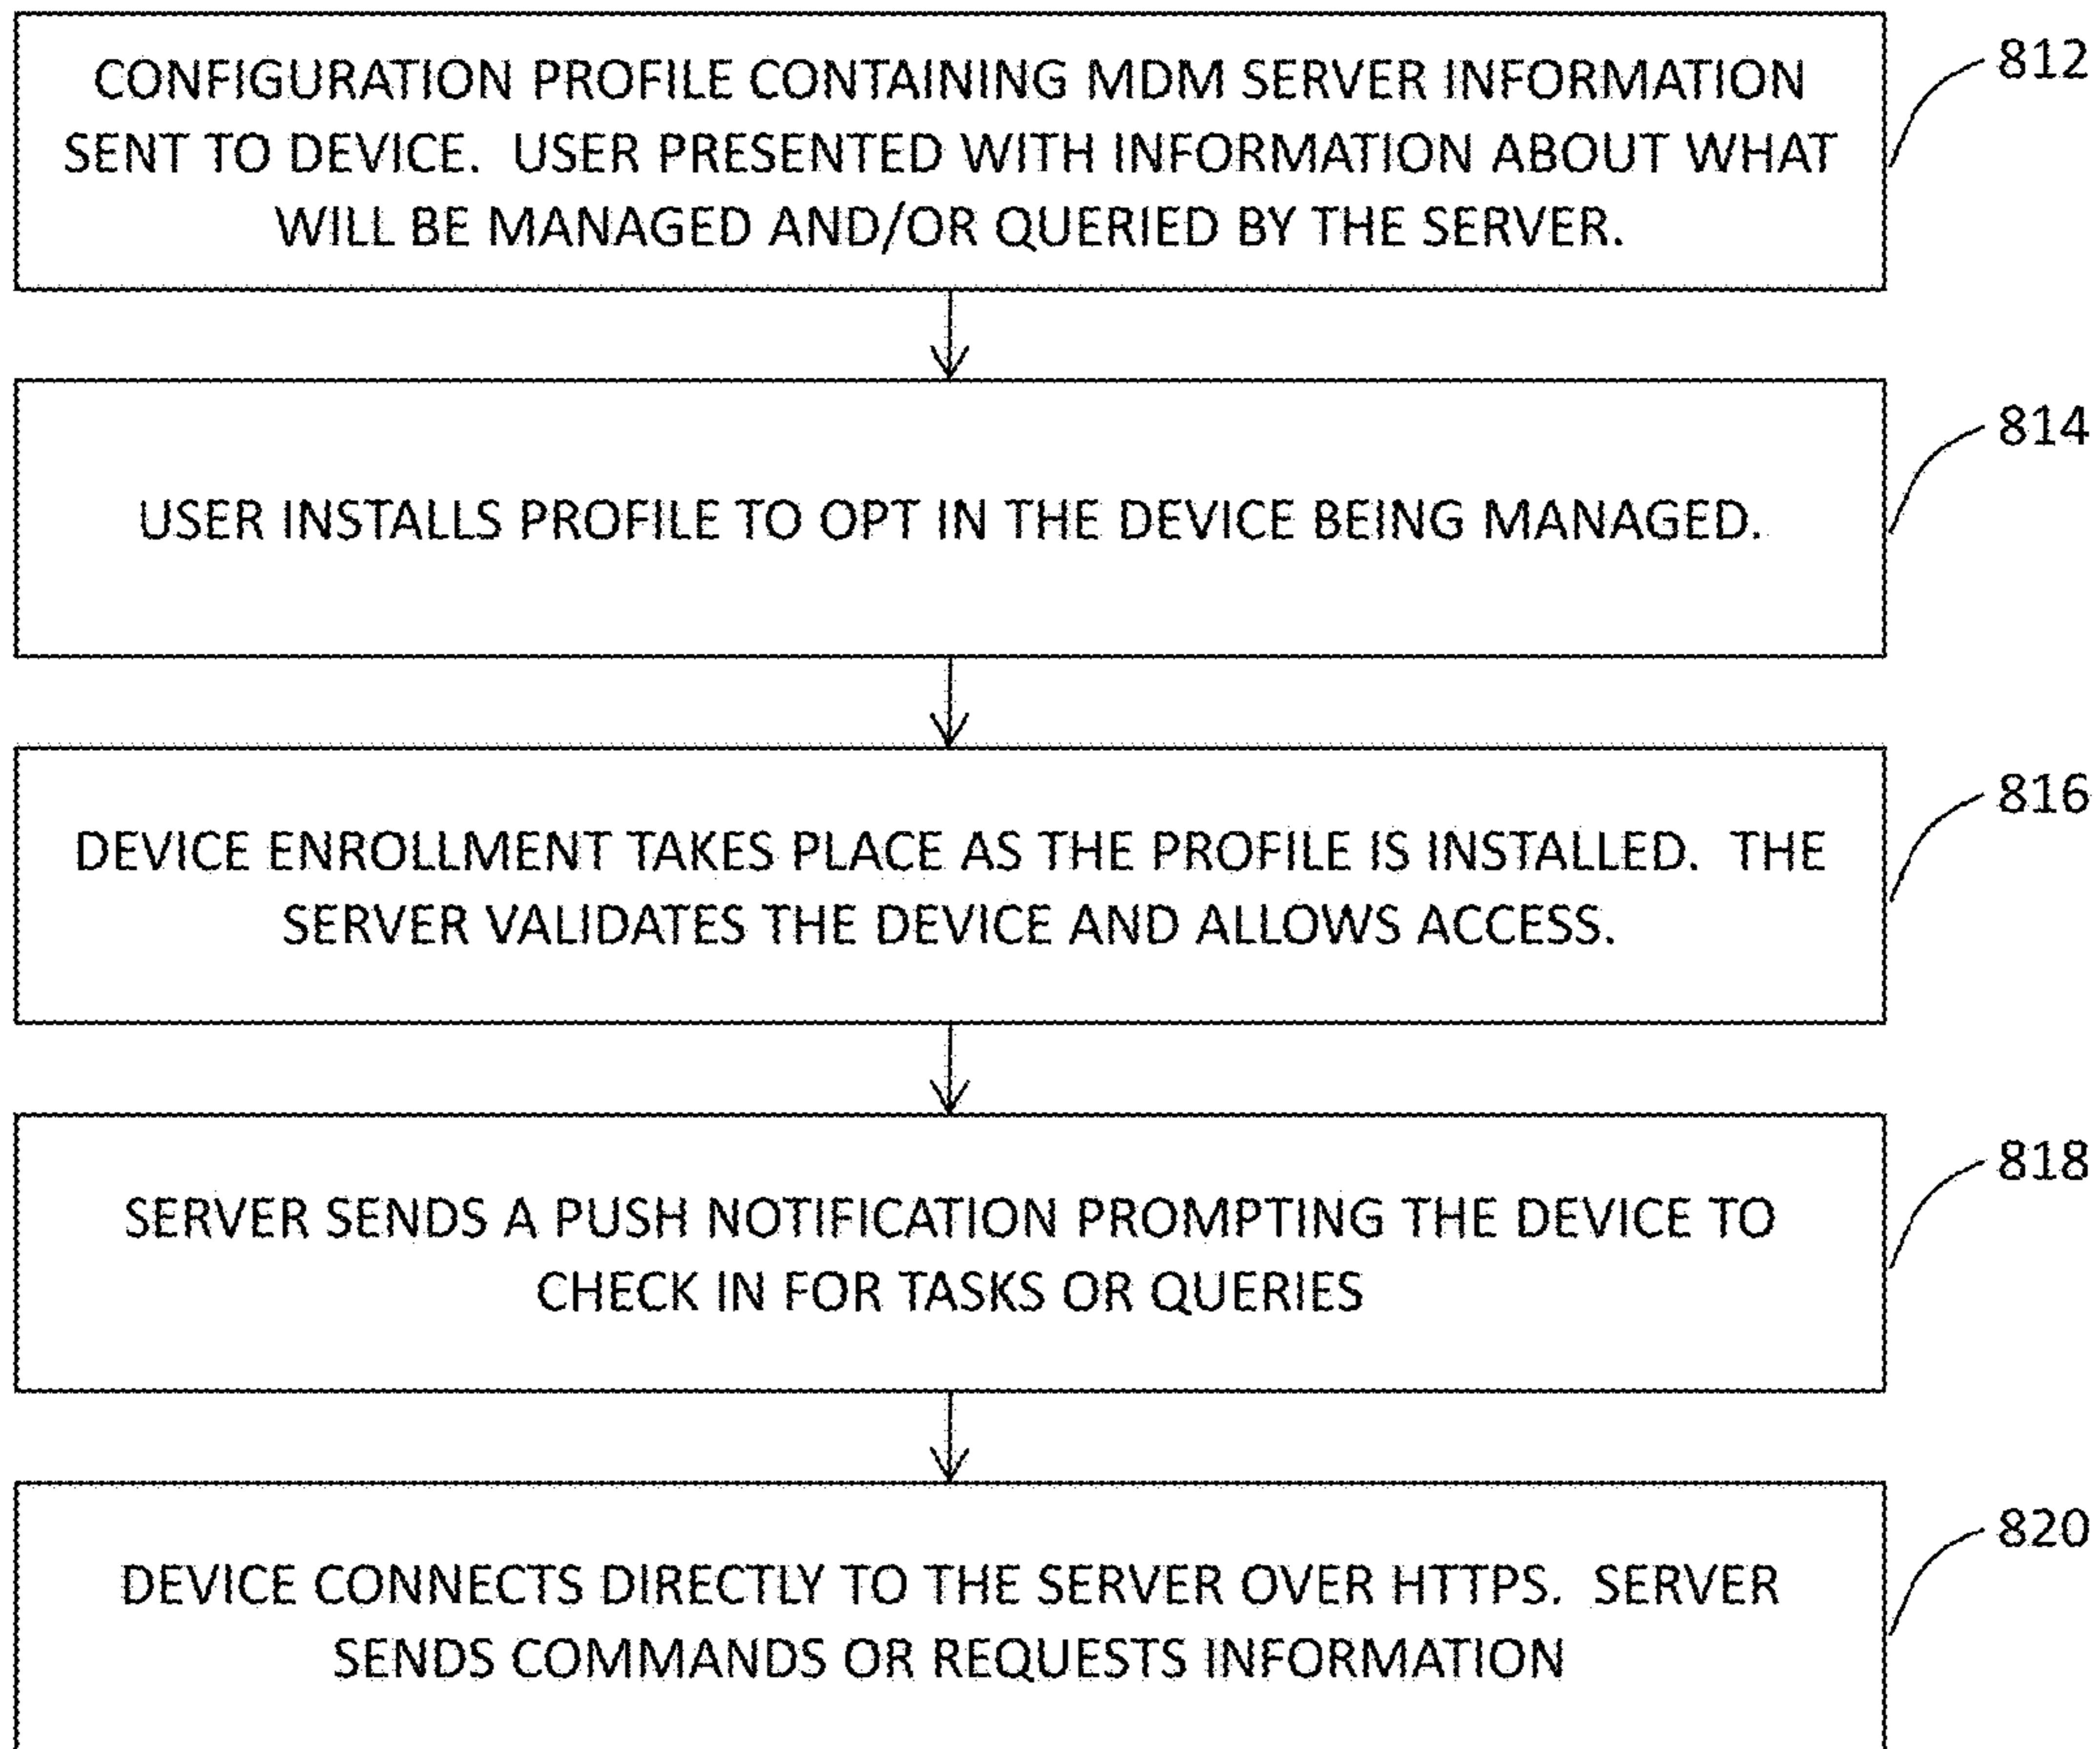 CONFIGURATION PROFILE CONTAINING MDM SERVER INFORMATION
SENT TO DEVICE. USER PRESENTED WITH INFORMATION ABOUT WHAT
WILL BE MANAGED AND/OR QUERIED BY THE SERVER.
812
USER INSTALLS PROFILE TO OPT IN THE DEVICE BEING MANAGED.
814
DEVICE ENROLLMENT TAKES PLACE AS THE PROFILE IS INSTALLED. THE
SERVER VALIDATES THE DEVICE AND ALLOWS ACCESS.
816
SERVER SENDS A PUSH NOTIFICATION PROMPTING THE DEVICE TO
CHECK IN FOR TASKS OR QUERIES
818
DEVICE CONNECTS DIRECTLY TO THE SERVER OVER HTTPS. SERVER
SENDS COMMANDS OR REQUESTS INFORMATION
820